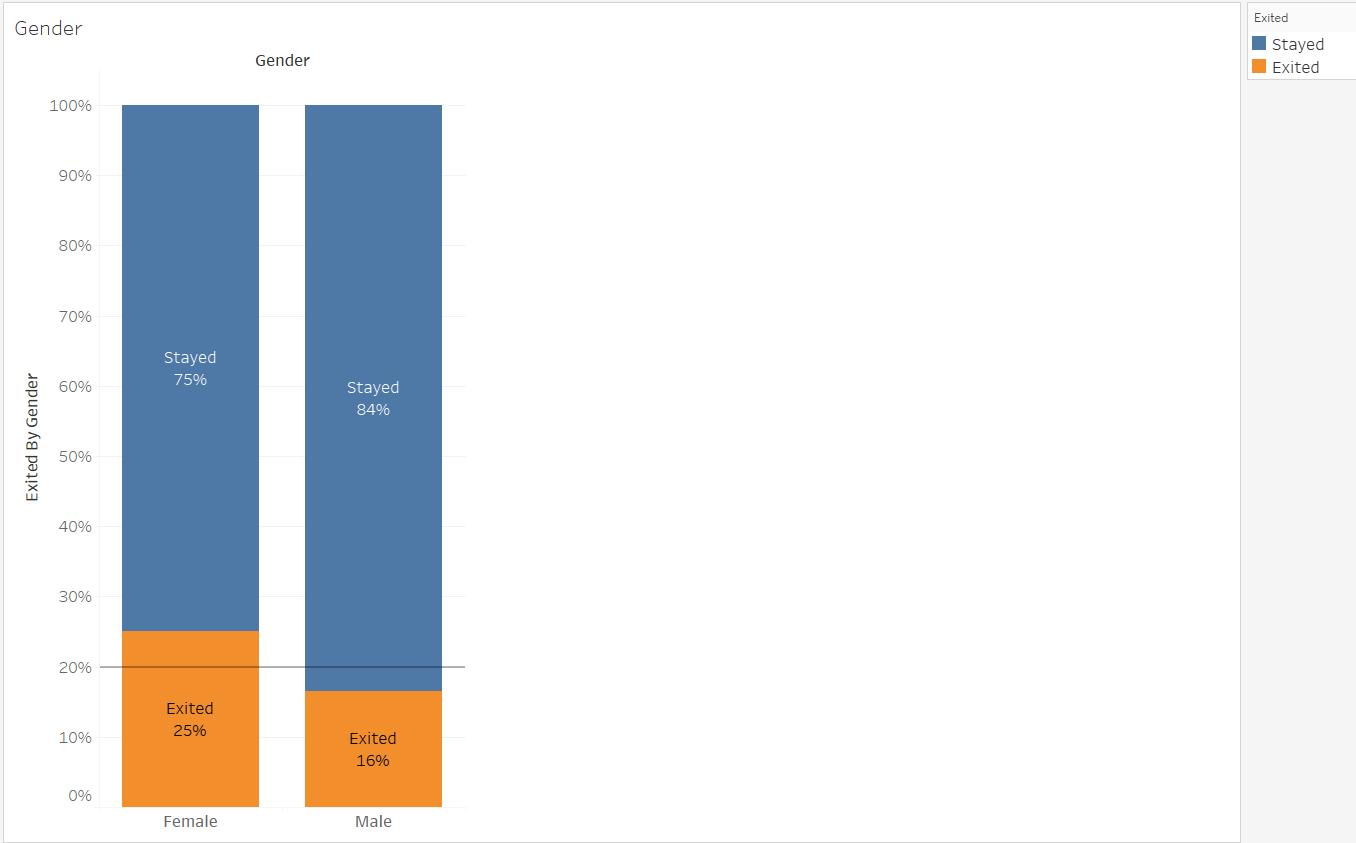 Gender
Gender
Exited By Gender
100%
90%
80%
70%
60%
50%
40%
30%
20%
10%
0%
Stayed
75%
Exited
25%
Stayed
84%
Exited
16%
Female
Male
Exited
Stayed
Exited